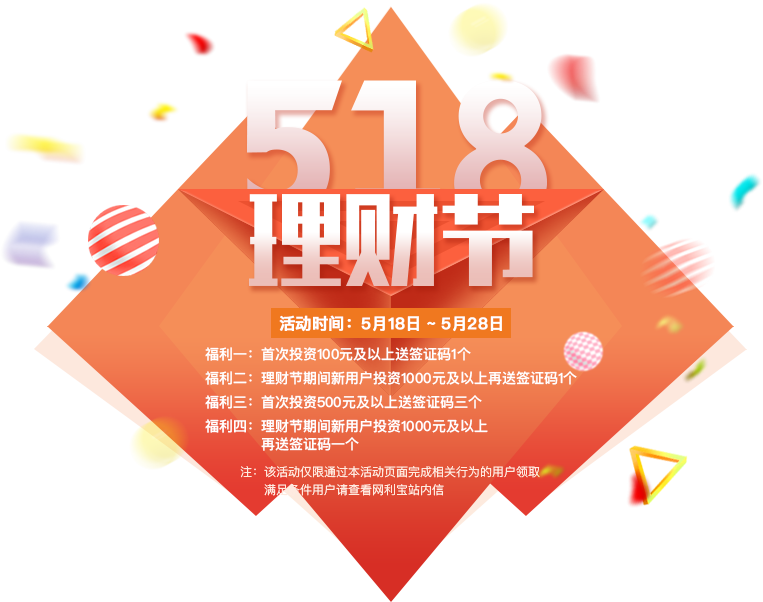 518
理财节
活动时间：5月18日 ~ 5月28日
福利一：首次投资100元及以上送签证码1个
福利二：理财节期间新用户投资1000元及以上再送签证码1个
福利三：首次投资500元及以上送签证码三个
福利四：理财节期间新用户投资1000元及以上
再送签证码一个
注：该活动仅限通过本活动页面完成相关行为的用户领取
满足条件用户请查看网利宝站内信